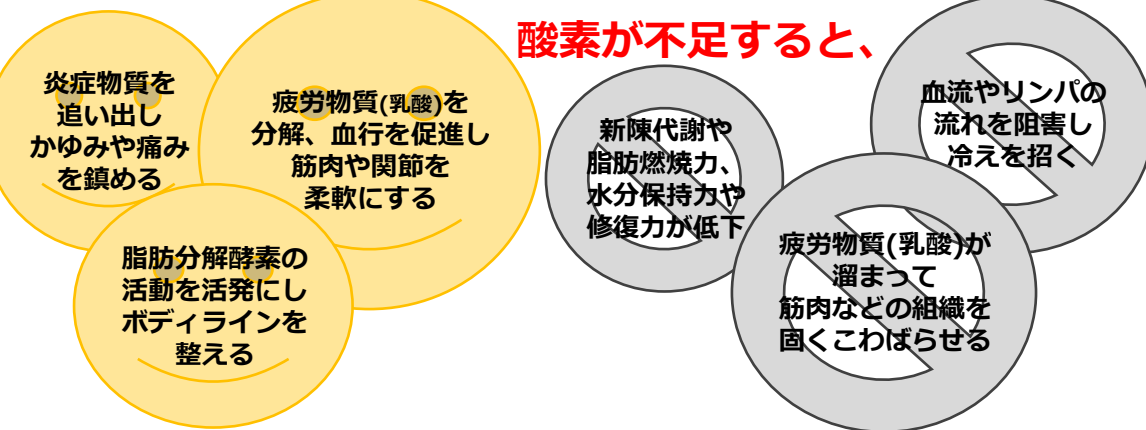 炎症物質を
追い出し
かゆみや痛み
を鎮める
疲労物質(乳酸)を
分解、血行を促進し
筋肉や関節を
柔軟にする
脂肪分解酵素の
活動を活発にし
ボディラインを
整える
酸素が不足すると、
新陳代謝や
脂肪燃焼力、
水分保持力や
修復力が低下
血流やリンパの
流れを阻害し
冷えを招く
疲労物質(乳酸)が
溜まって
筋肉などの組織を
固くこわばらせる